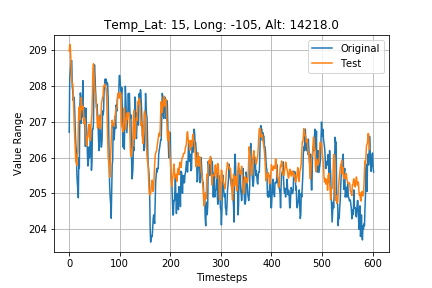 Temp_Lat: 15, Long: -105, Alt: 14218.0
Original
Test
Value Range
209
208
207
206
205
204
0 100 200 300 400 500 600
Timesteps